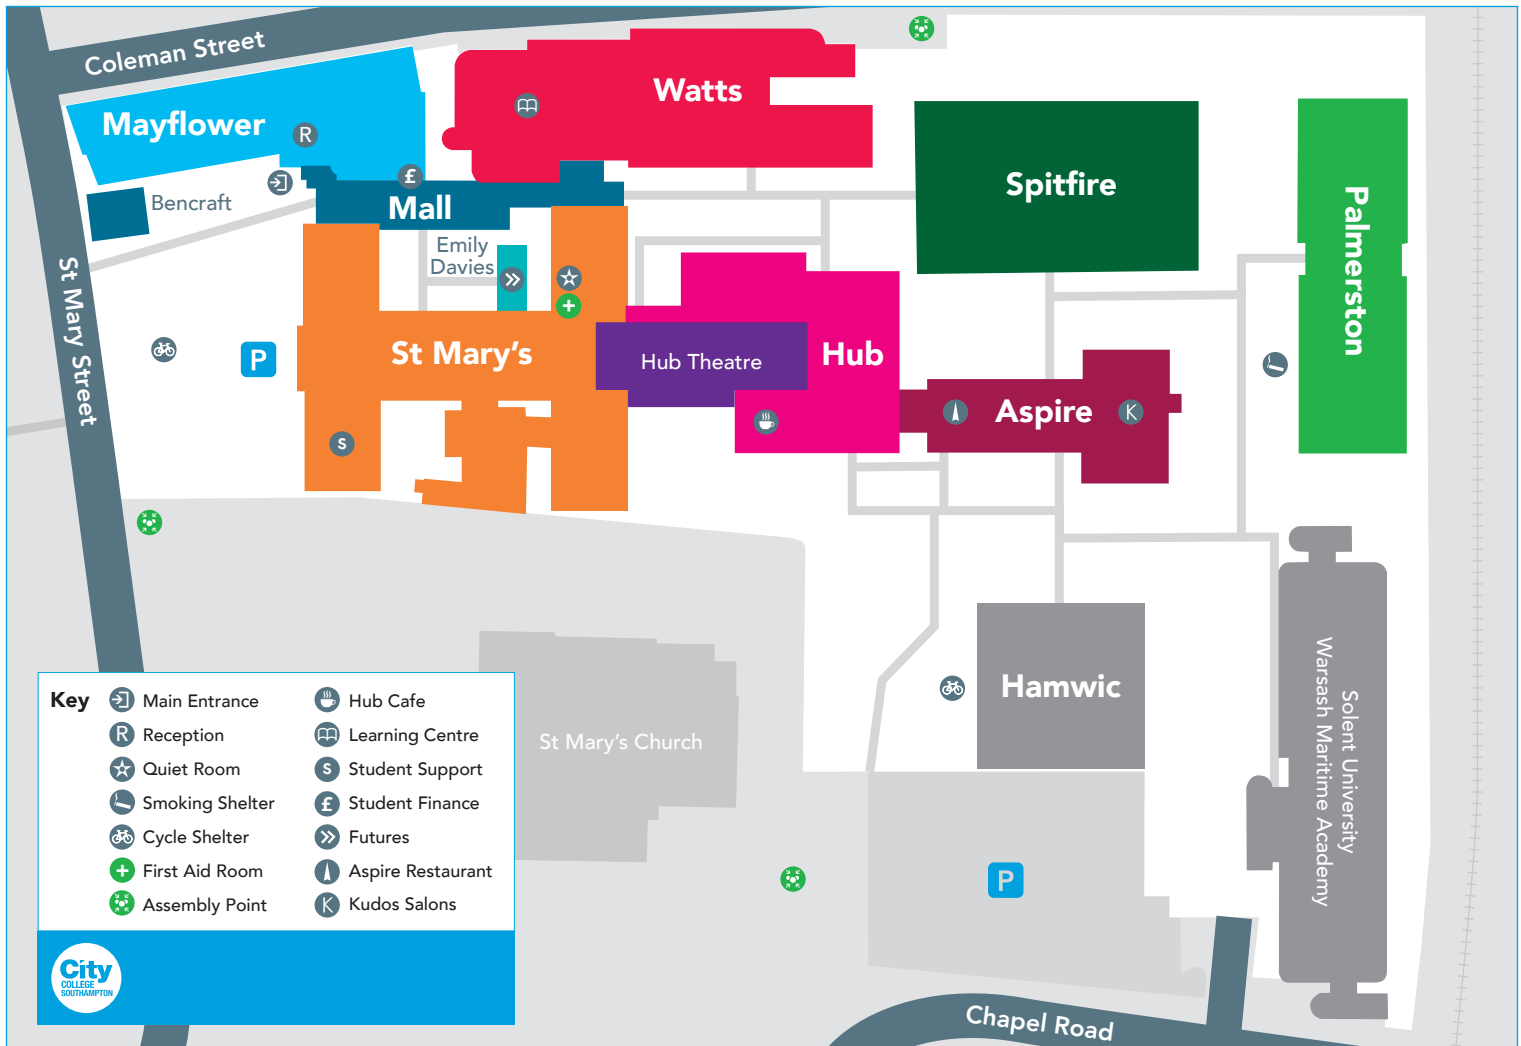 Coleman Street
Watts
Mayflower
R
Spitfire
Palmerston
Bencraft
£
Mall
Emily
Davies
St Mary Street
P
St Mary's
Hub Theatre
Hub
Aspire
K
S
Hamwic
St Mary's Church
Solent University
Warsash Maritime Academy
P
Chapel Road
Key
Main Entrance
R Reception
Quiet Room
Smoking Shelter
Cycle Shelter
First Aid Room
Assembly Point
Hub Cafe
Learning Centre
S Student Support
£ Student Finance
Futures
Aspire Restaurant
K Kudos Salons
City
COLLEGE
SOUTHAMPTON